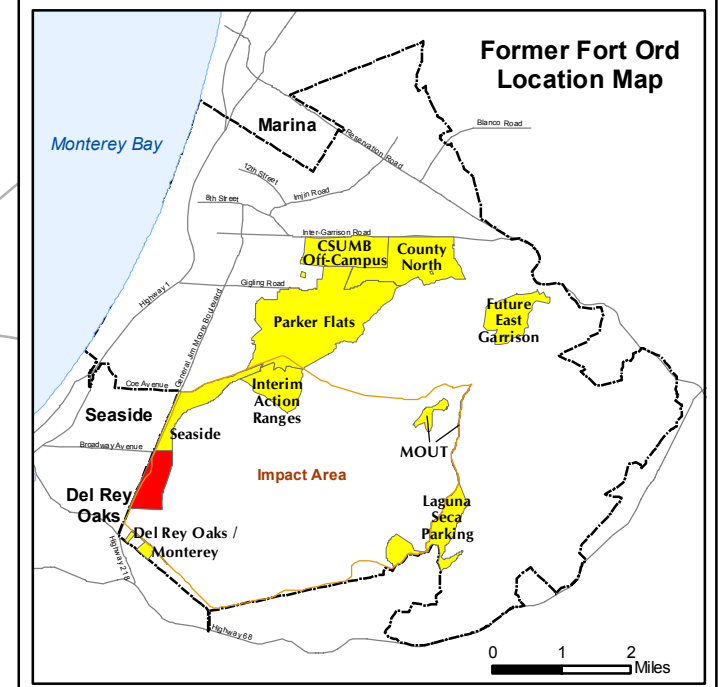 Former Fort Ord
Location Map
Marina
Monterey Bay
Blanco Road
Reservation Road
12th Street
Imjin Road
8th Street
Inter-Garrison Road
CSUMB
Off-Campus
County
North
Gigling Road
Highway 1
General Jim Moore Boulevard
Parker Flats
Future
East
Garrison
Coe Avenue
Interim
Action
Ranges
Seaside
Seaside
MOUT
Broadway Avenue
Impact Area
Del Rey
Oaks
Laguna
Seca
Parking
Del Rey Oaks /
Monterey
Highway 218
Highway 68
0 1 2
Miles